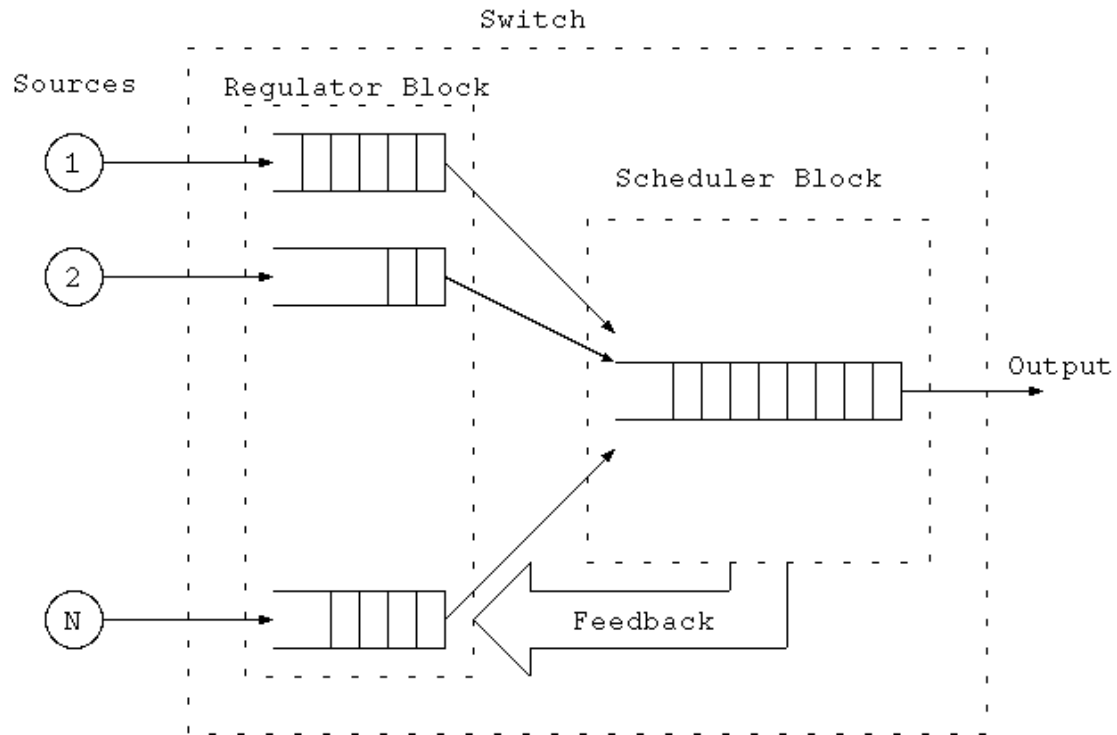 Switch
Sources
Regulator Block
1
Scheduler Block
2
Output
N
Feedback